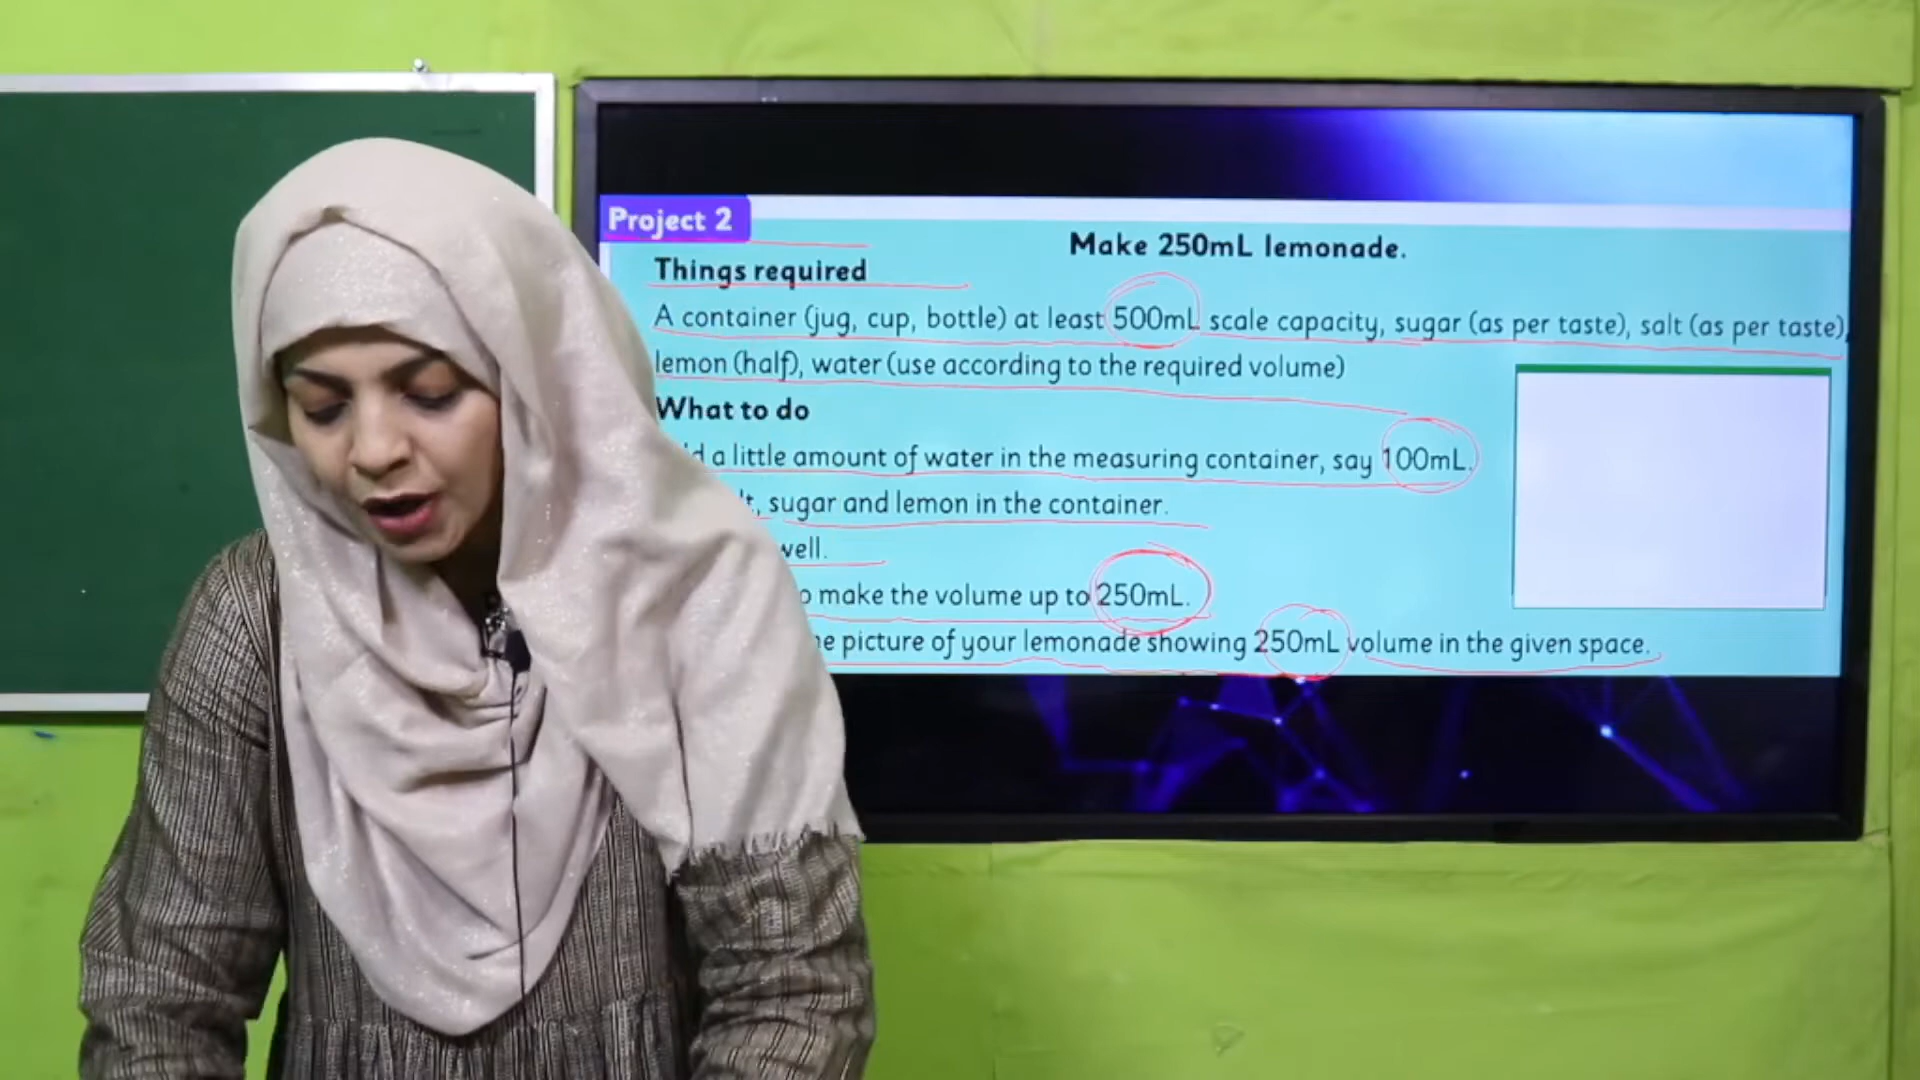 Project 2
Make 250mL lemonade.
Things required
A container (jug, cup, bottle) at least 500mL scale capacity, sugar (as per taste), salt (as per taste),
lemon (half), water (use according to the required volume)
What to do
a little amount of water in the measuring container, say 100mL.
sugar and lemon in the container.
well.
make the volume up to 250mL.
picture of your lemonade showing 250mL volume in the given space.